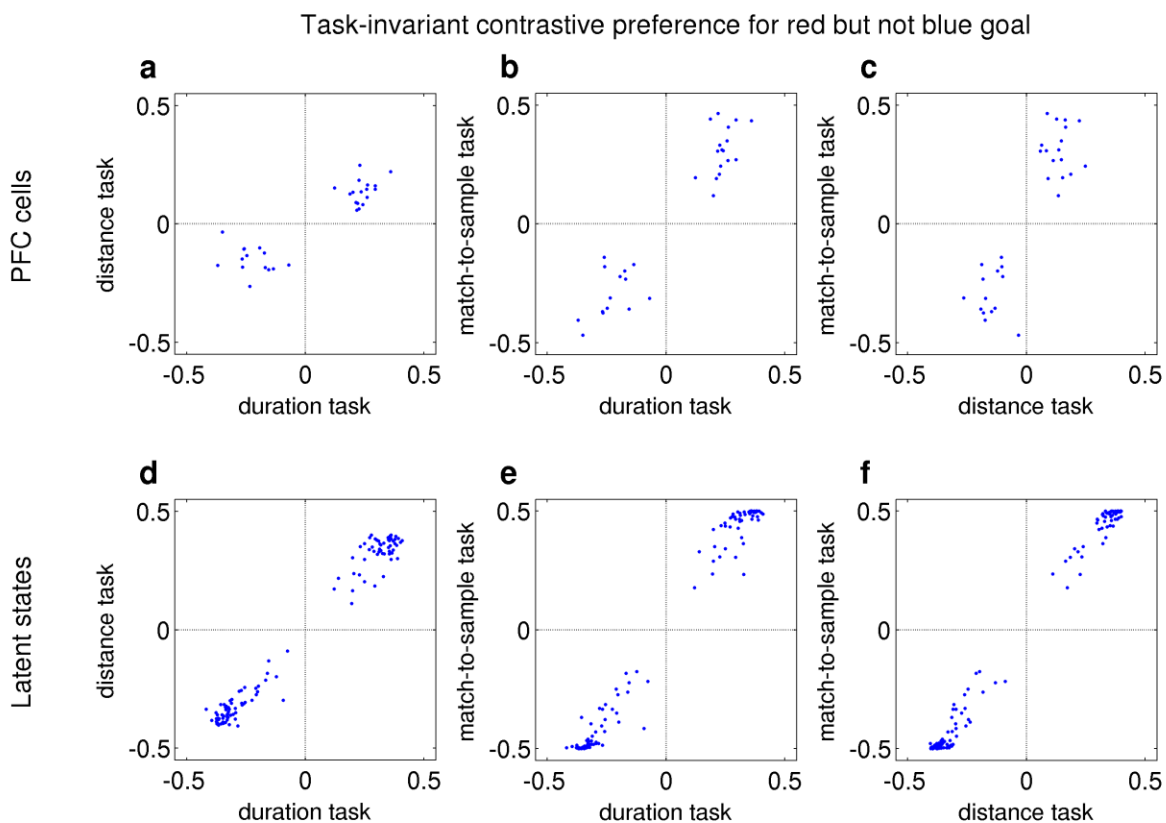 Task-invariant contrastive preference for red but not blue goal
PFC cells
a
0.5
0
-0.5
distance task
-0.5
0
0.5
duration task
b
0.5
0
-0.5
match-to-sample task
-0.5
0
0.5
duration task
c
0.5
0
-0.5
match-to-sample task
-0.5
0
0.5
distance task
Latent states
d
0.5
0
-0.5
distance task
-0.5
0
0.5
duration task
e
0.5
0
-0.5
match-to-sample task
-0.5
0
0.5
duration task
f
0.5
0
-0.5
match-to-sample task
-0.5
0
0.5
distance task